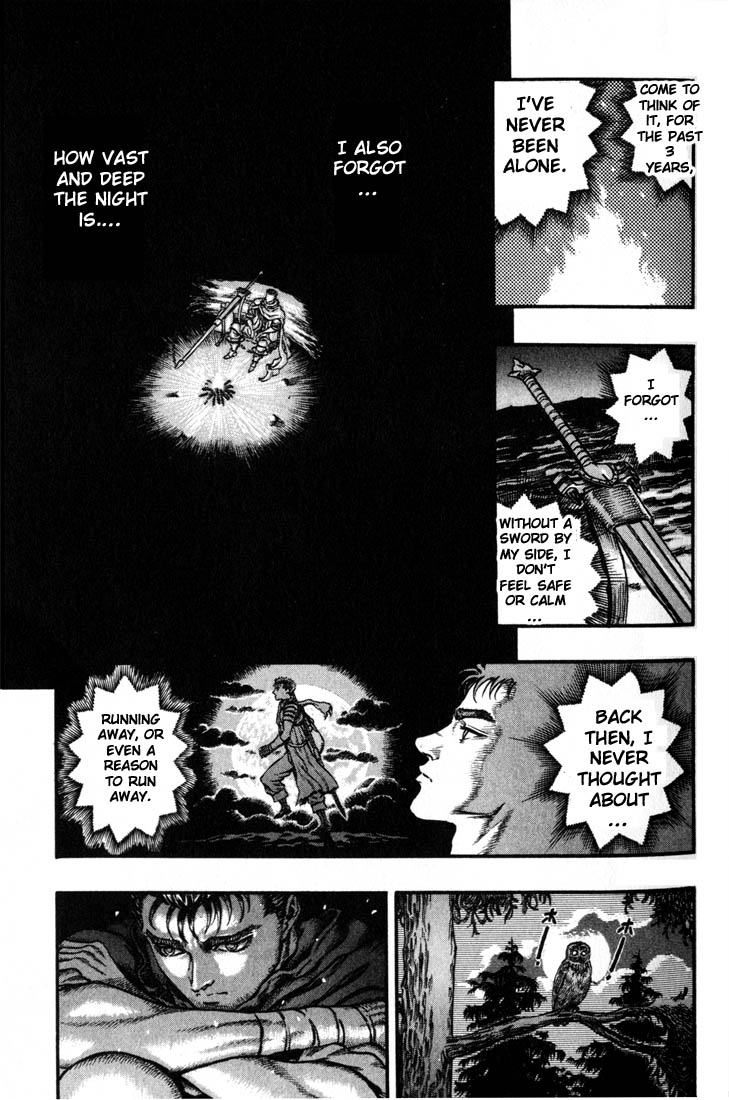 COME TO
THINK OF
IT, FOR
THE PAST
3
YEARS,
I'VE
NEVER
BEEN
ALONE.
I
FORGOT
...
WITHOUT A
SWORD BY
MY SIDE, I
DON'T
FEEL SAFE
OR CALM
...
I ALSO
FORGOT
...
HOW VAST
AND DEEP
THE NIGHT
IS....
BACK
THEN, I
NEVER
THOUGHT
ABOUT
...
RUNNING
AWAY, OR
EVEN A
REASON
TO RUN
AWAY.